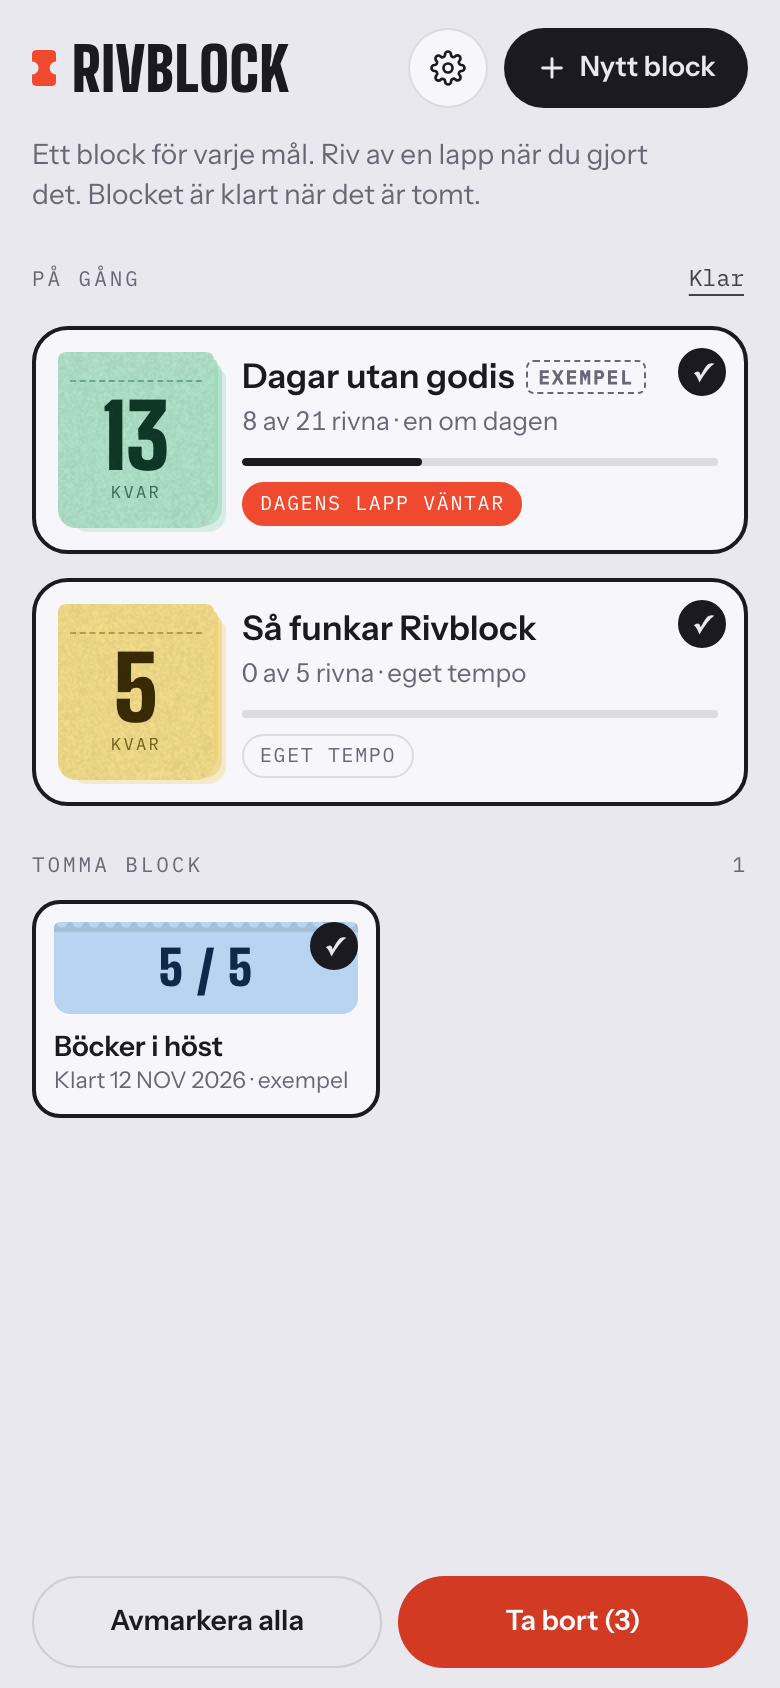 RIVBLOCK
Nytt block
Ett block för varje mål. Riv av en lapp när du gjort
det. Blocket är klart när det är tomt.
PÅ GÅNG
Klar
13
KVAR
Dagar utan godis
EXEMPEL
8 av 21 rivna · en om dagen
DAGENS LAPP VÄNTAR
5
KVAR
Så funkar Rivblock
0 av 5 rivna · eget tempo
EGET TEMPO
TOMMA BLOCK
1
5 / 5
Böcker i höst
Klart 12 NOV 2026 · exempel
Avmarkera alla
Ta bort (3)